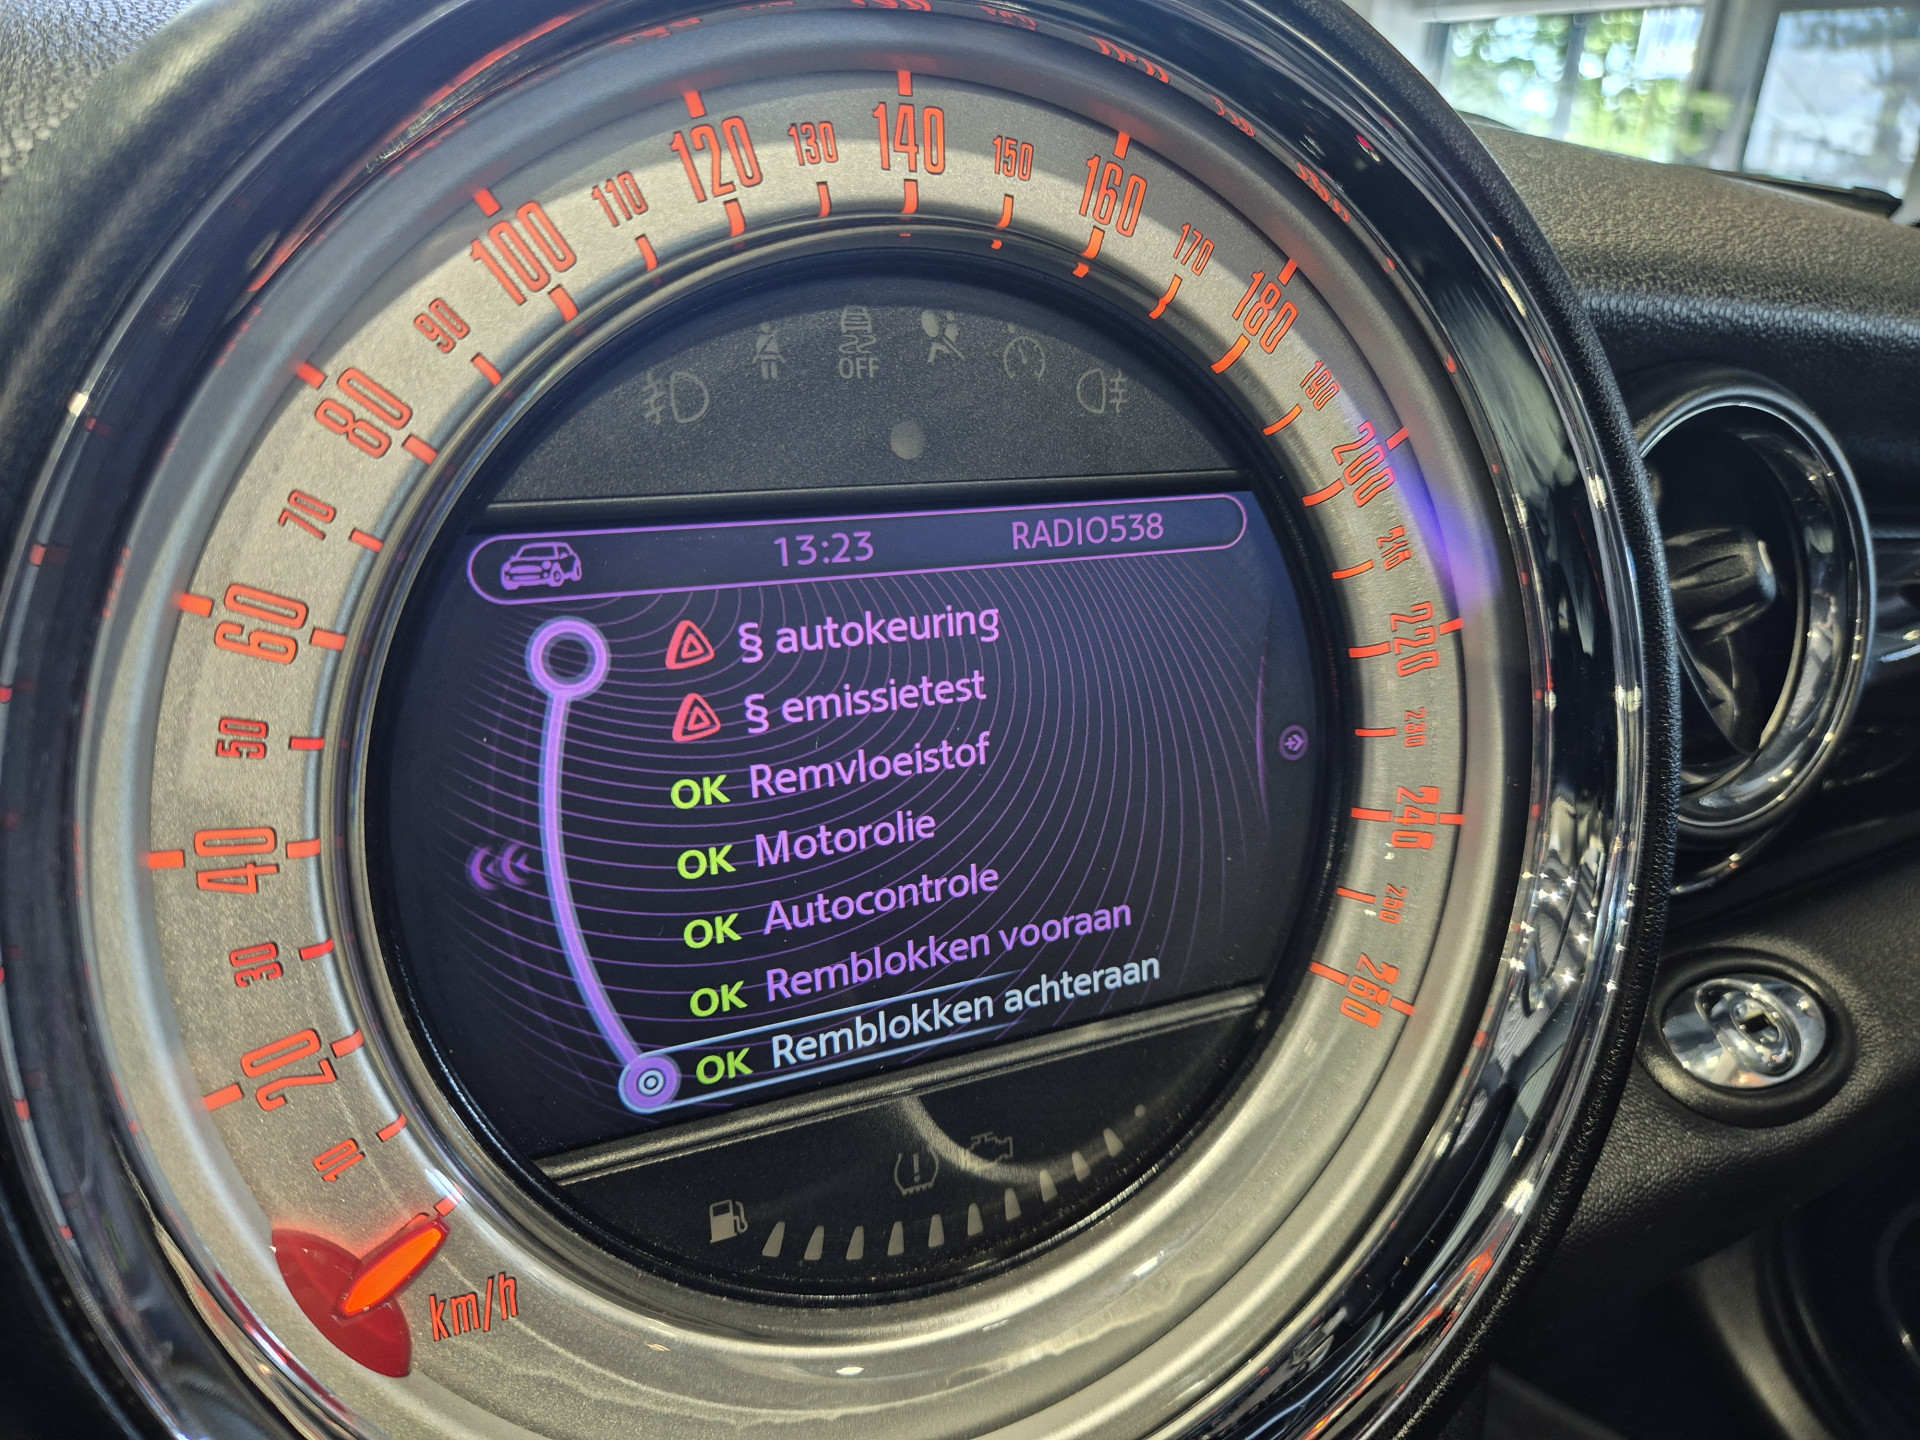 10
20
30
40
50
60
70
80
90
100
110
120
130
140
150
160
170
180
190
200
210
220
230
240
250
260
km/h
OFF
13:23 RADIO538
§ autokeuring
§ emissietest
OK Remvloeistof
OK Motorolie
OK Autocontrole
OK Remblokken vooraan
OK Remblokken achteraan